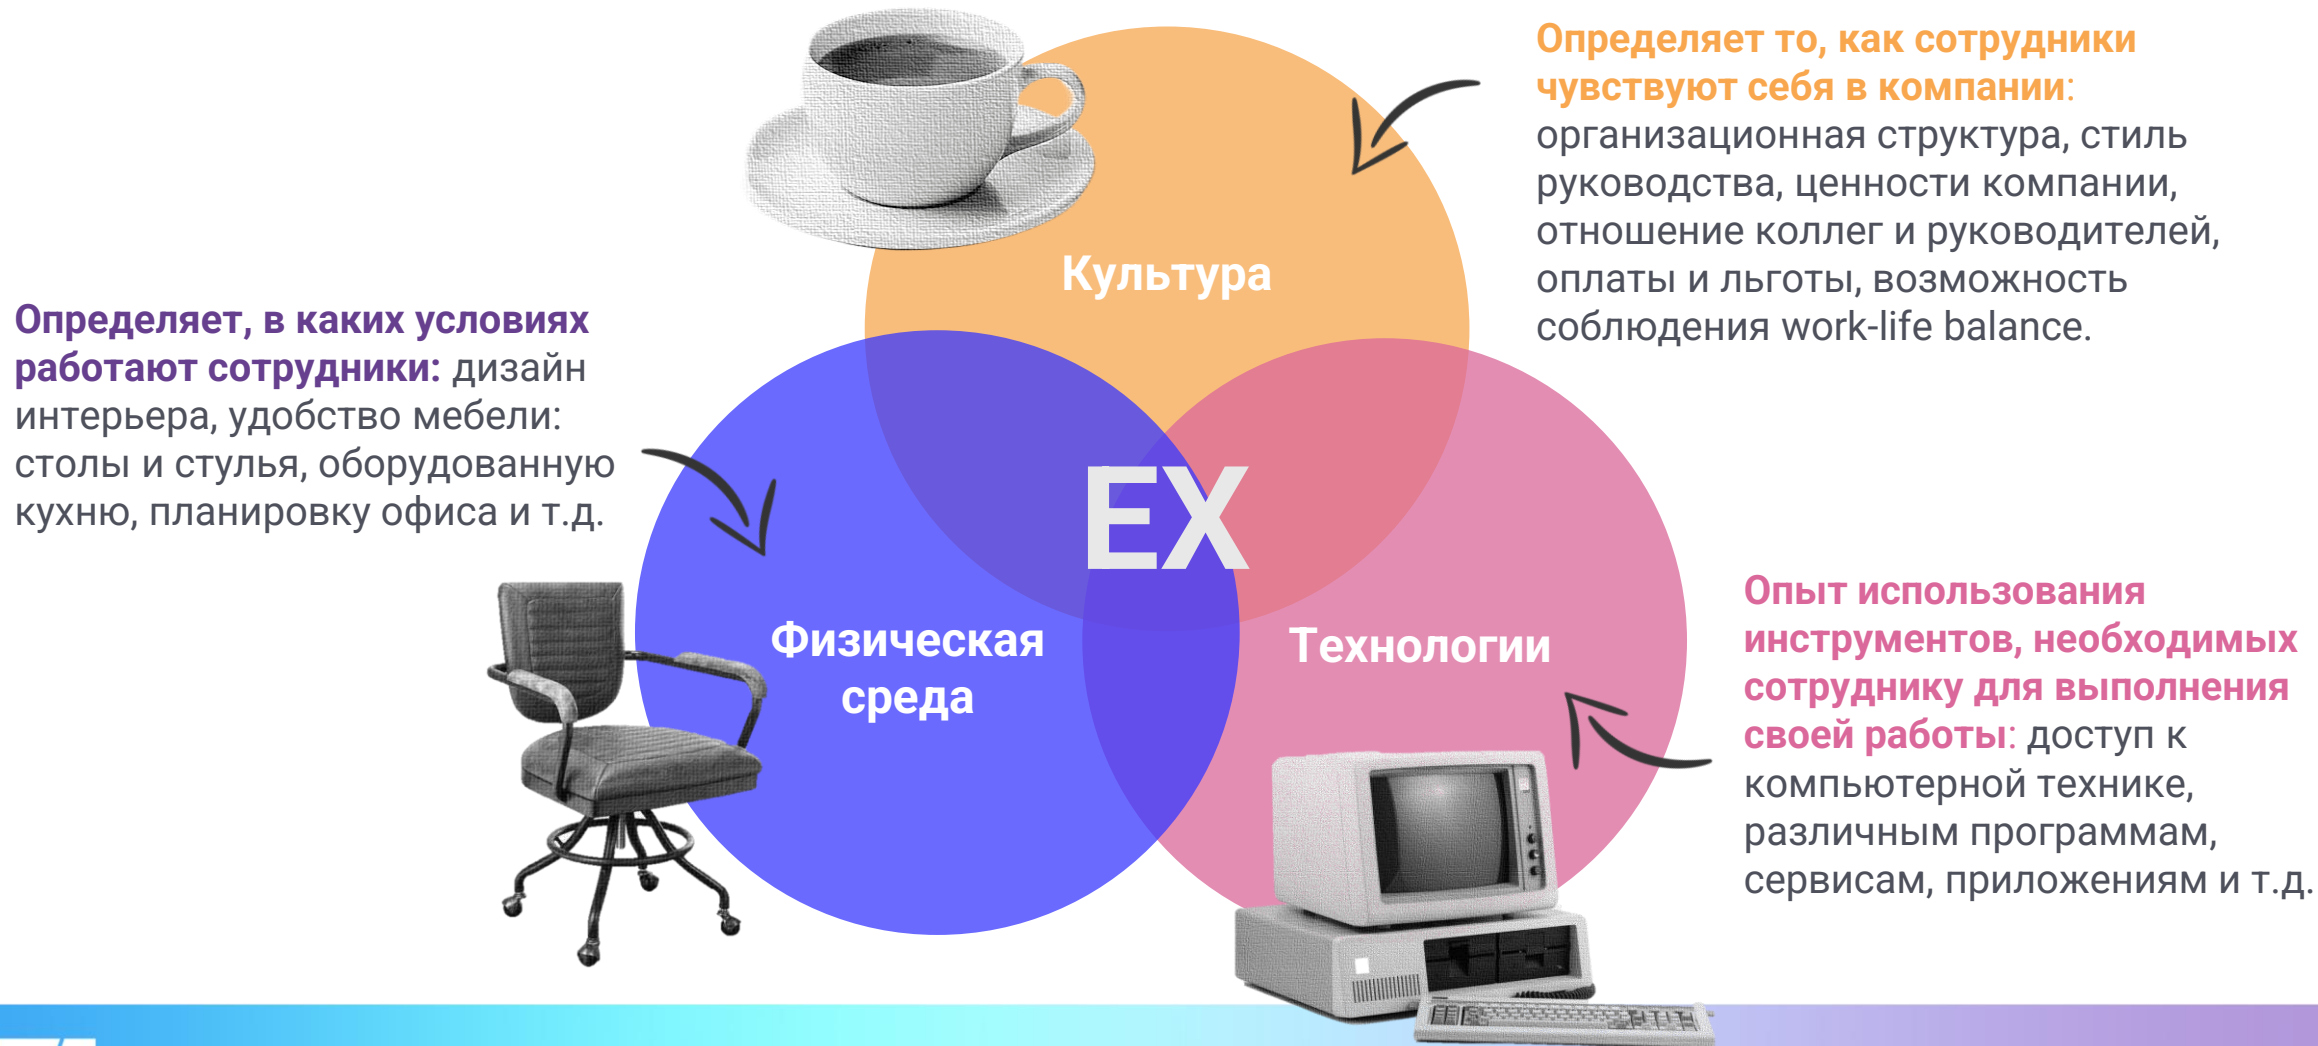 Определяет то, как сотрудники
чувствуют себя в компании:
организационная структура, стиль
руководства, ценности компании,
отношение коллег и руководителей,
оплаты и льготы, возможность
соблюдения work-life balance.
Культура
Определяет, в каких условиях
работают сотрудники: дизайн
интерьера, удобство мебели:
столы и стулья, оборудованную
кухню, планировку офиса и т.д.
EX
Физическая
среда
Технологии
Опыт использования
инструментов, необходимых
сотруднику для выполнения
своей работы: доступ к
компьютерной технике,
различным программам,
сервисам, приложениям и т.д.